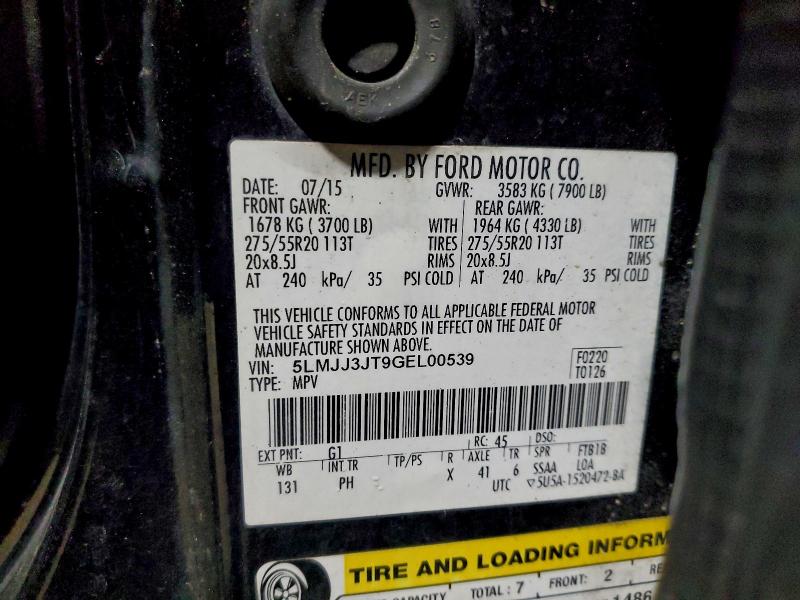 879
AEK
MFD. BY FORD MOTOR CO.
DATE: 07/15 GVWR: 3583 KG ( 7900 LB)
FRONT GAWR: REAR GAWR:
1678 KG ( 3700 LB) WITH 1964 KG ( 4330 LB) WITH
275/55R20 113T TIRES 275/55R20 113T TIRES
20x8.5J RIMS 20x8.5J RIMS
AT 240 kPa/ 35 PSI COLD AT 240 kPa/ 35 PSI COLD
THIS VEHICLE CONFORMS TO ALL APPLICABLE FEDERAL MOTOR
VEHICLE SAFETY STANDARDS IN EFFECT ON THE DATE OF
MANUFACTURE SHOWN ABOVE.
VIN: 5LMJJ3JT9GEL00539 F0220
TYPE: MPV T0126
EXT PNT: G1 RC: 45 DSO:
WB INT TR TP/PS R AXLE TR SPR FTB1B
131 PH X 41 6 SSAA LOA
UTC ▽5U5A-1520472-BA
TIRE AND LOADING INFORM
CAPACITY TOTAL : 7 FRONT: 2 RE
1486